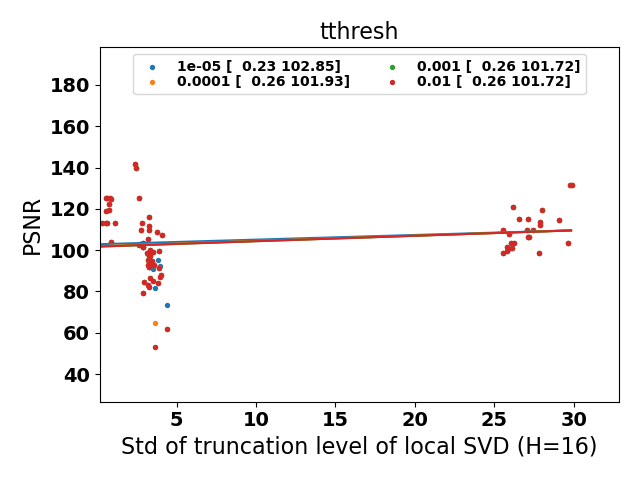 tthresh
1e-05 [  0.23 102.85]
0.0001 [  0.26 101.93]
0.001 [  0.26 101.72]
0.01 [  0.26 101.72]
PSNR
180
160
140
120
100
80
60
40
5 10 15 20 25 30
Std of truncation level of local SVD (H=16)